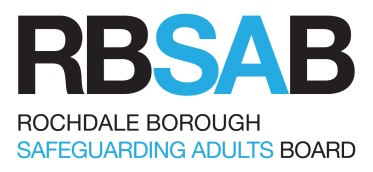 RBSAB
ROCHDALE BOROUGH
SAFEGUARDING ADULTS BOARD